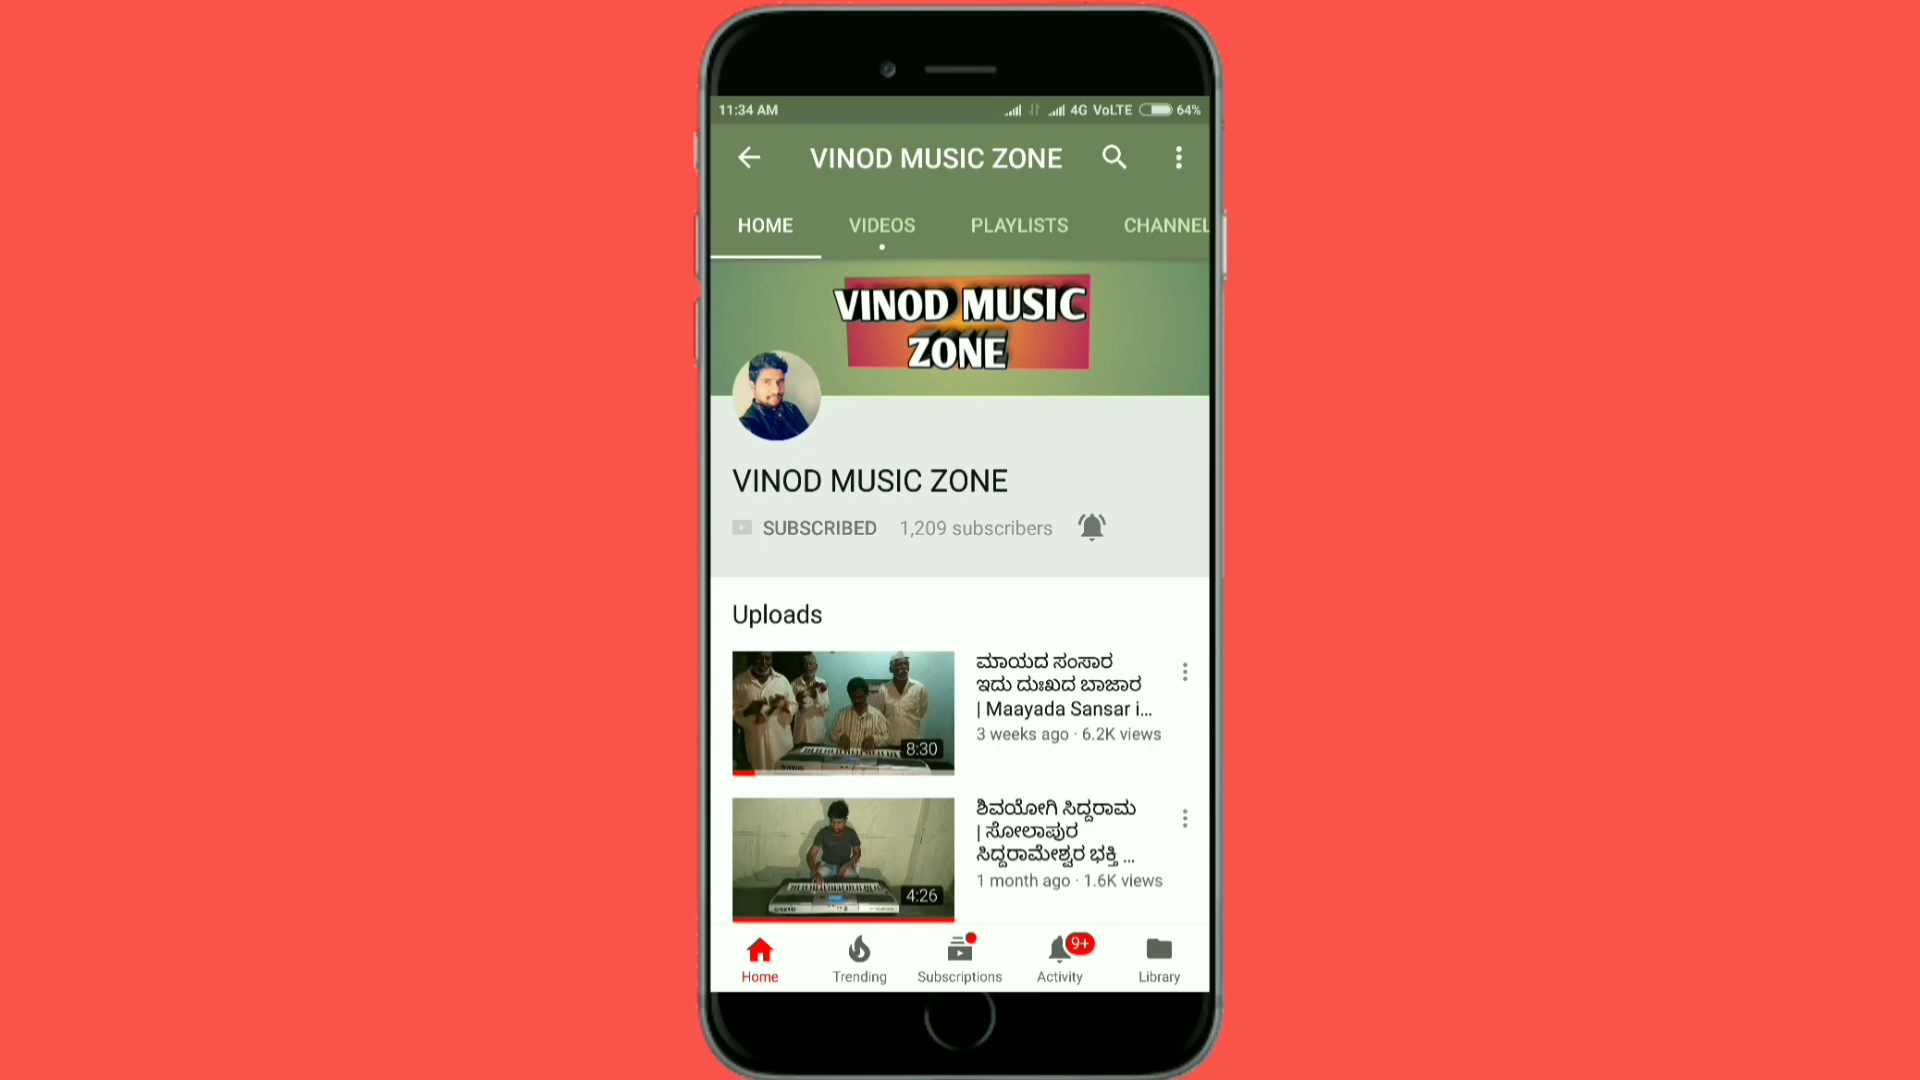 11:34 AM 4G VoLTE 64%
VINOD MUSIC ZONE
HOME VIDEOS PLAYLISTS CHANNEL
VINOD MUSIC
ZONE
VINOD MUSIC ZONE
SUBSCRIBED 1,209 subscribers
Uploads
ಮಾಯದ ಸಂಸಾರ
ಇದು ದುಃಖದ ಬಾಜಾರ
| Maayada Sansar i...
3 weeks ago · 6.2K views
8:30
ಶಿವಯೋಗಿ ಸಿದ್ದರಾಮ
| ಸೋಲಾಪುರ
ಸಿದ್ದರಾಮೇಶ್ವರ ಭಕ್ತಿ ...
1 month ago · 1.6K views
4:26
9+
Home Trending Subscriptions Activity Library